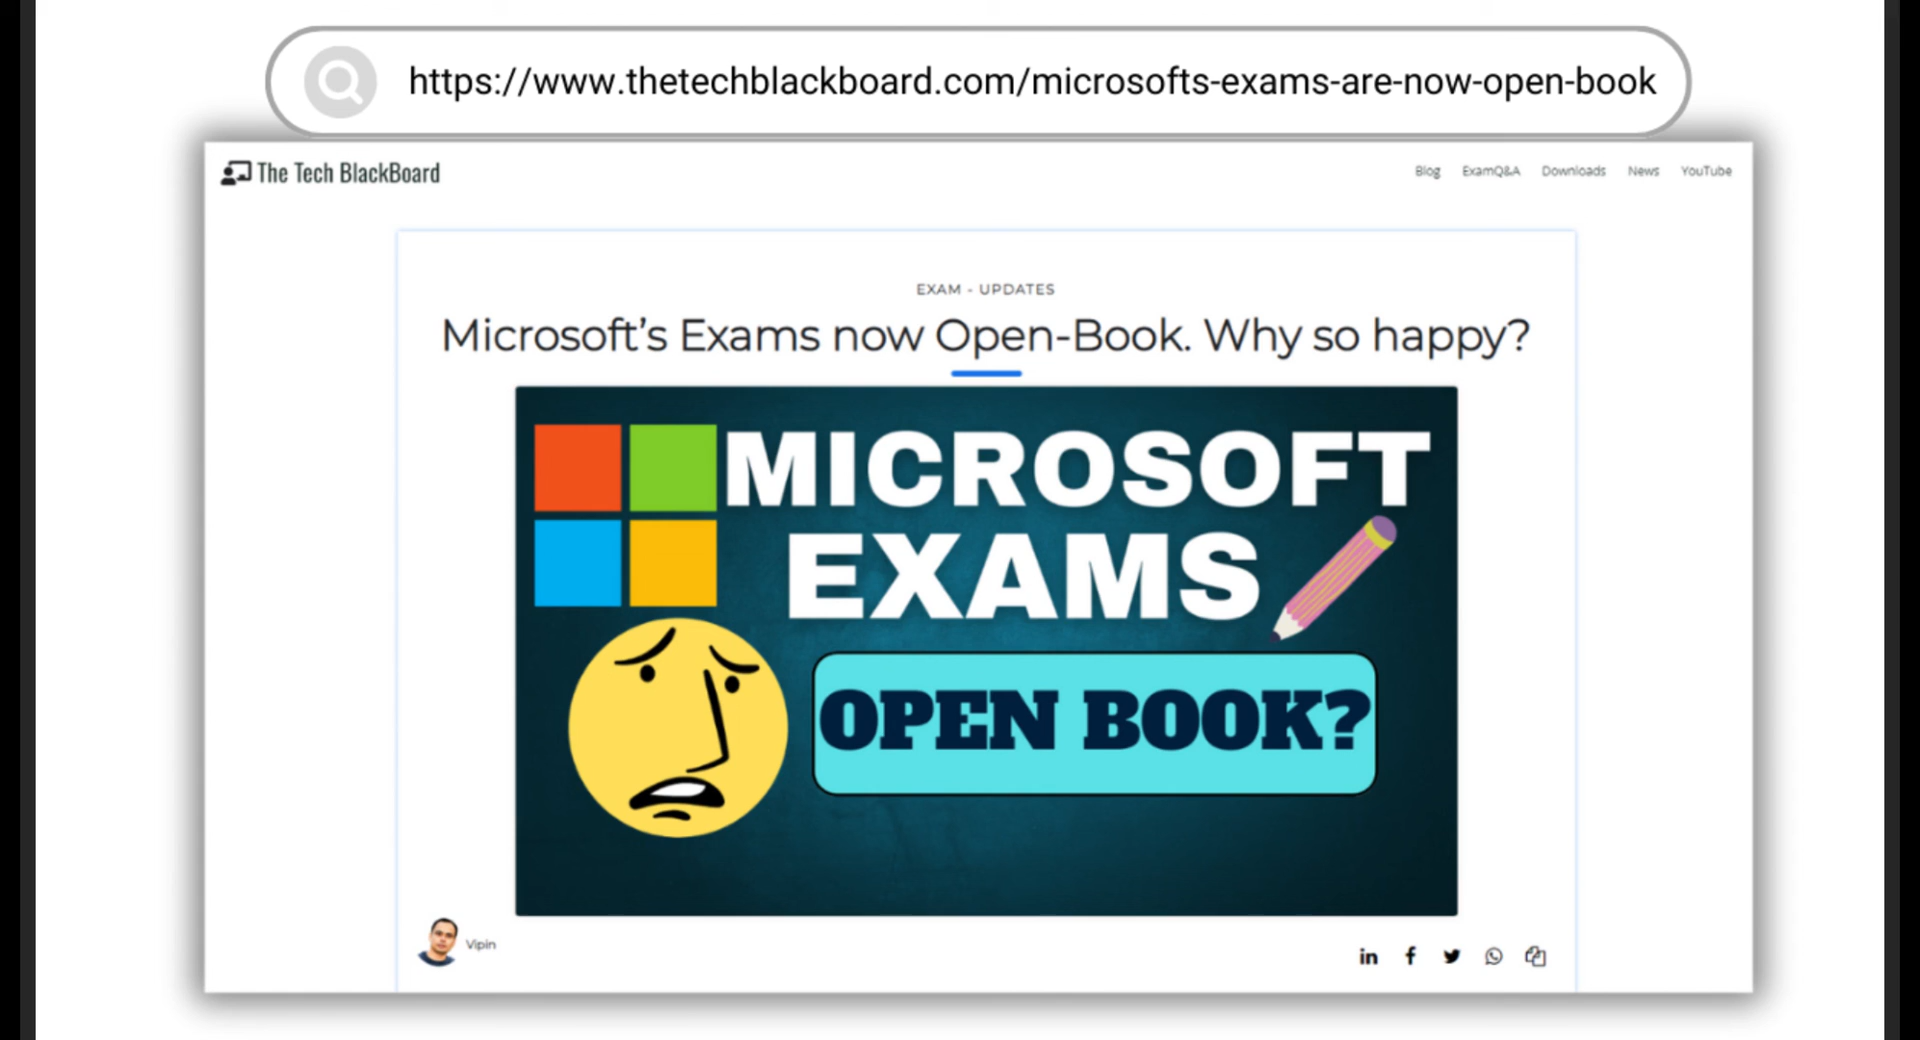 https://www.thetechblackboard.com/microsofts-exams-are-now-open-book
The Tech BlackBoard
Blog ExamQ&A Downloads News YouTube
EXAM - UPDATES
Microsoft’s Exams now Open-Book. Why so happy?
MICROSOFT
EXAMS
OPEN BOOK?
Vipin